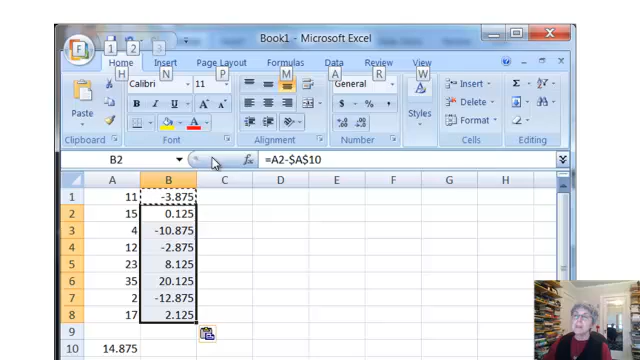 Book1 - Microsoft Excel
F 1 2 3
Home Insert Page Layout Formulas Data Review View
H N P M A R W
Calibri 11 General Insert
Paste B I U A A $ % , Styles Delete
A Format
Clipboard Font Alignment Number Cells Editing
B2 fx =A2-$A$10
A B C D E F G H
1 11 -3.875
2 15 0.125
3 4 -10.875
4 12 -2.875
5 23 8.125
6 35 20.125
7 2 -12.875
8 17 2.125
9
10 14.875